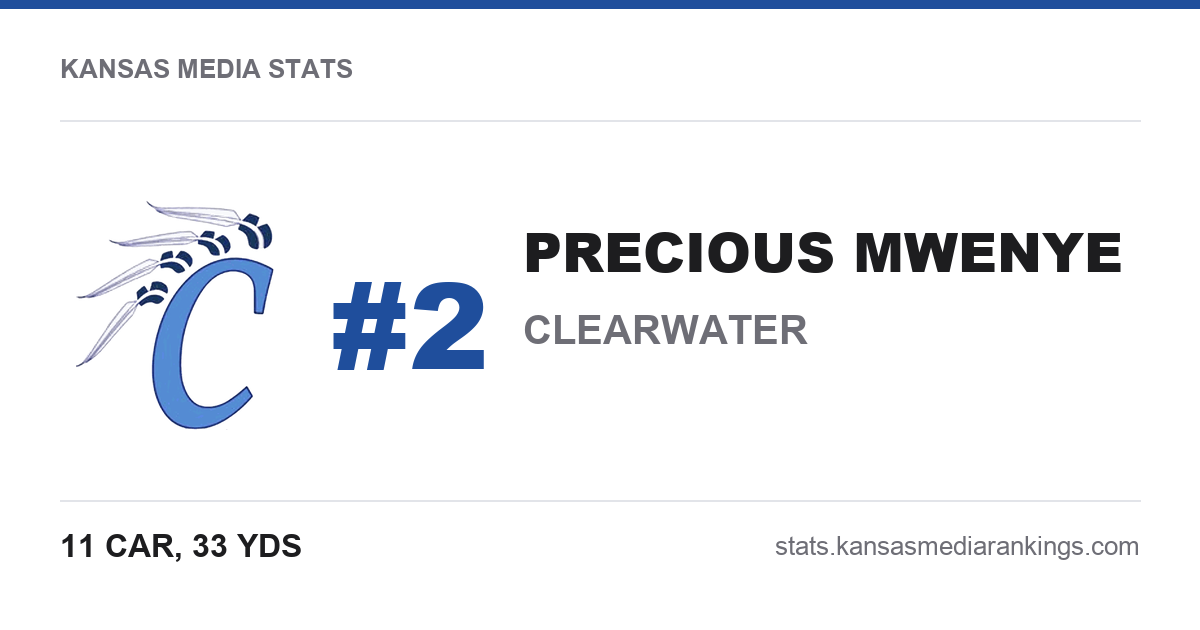 KANSAS MEDIA STATS
C
#2
PRECIOUS MWENYE
CLEARWATER
11 CAR, 33 YDS
stats.kansasmediarankings.com